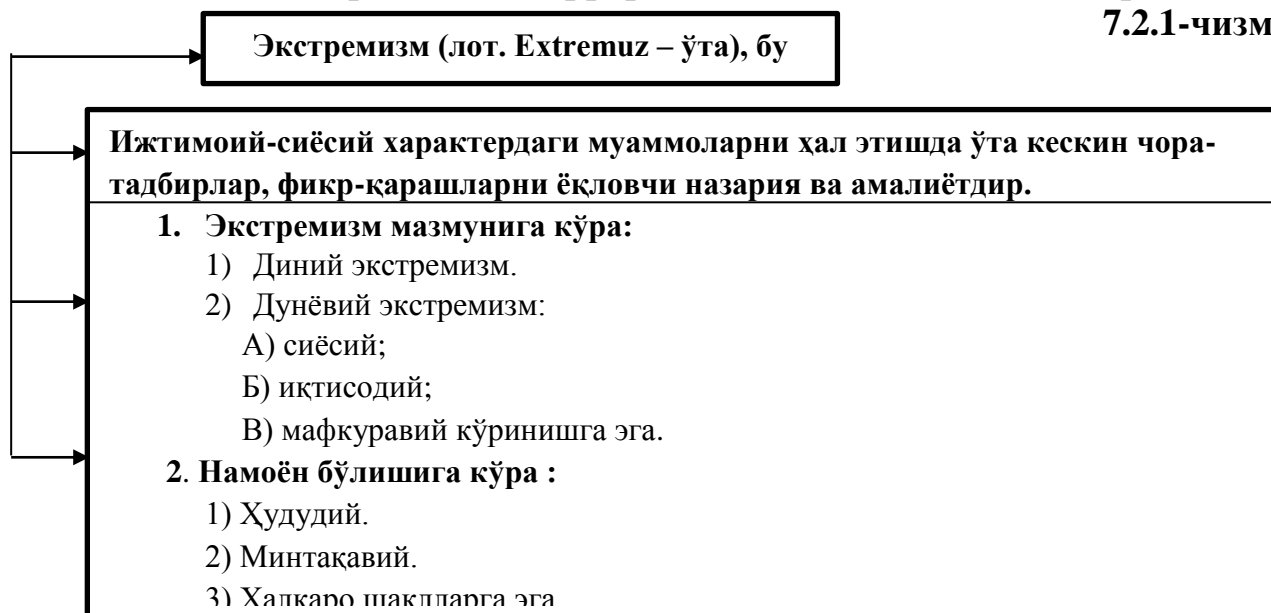 7.2.1-чизм
Экстремизм (лот. Extremuz – ўта), бу
Ижтимоий-сиёсий характердаги муаммоларни ҳал этишда ўта кескин чора-
тадбирлар, фикр-қарашларни ёқловчи назария ва амалиётдир.
1. Экстремизм мазмунига кўра:
1) Диний экстремизм.
2) Дунёвий экстремизм:
А) сиёсий;
Б) иқтисодий;
В) мафкуравий кўринишга эга.
2. Намоён бўлишига кўра :
1) Ҳудудий.
2) Минтақавий.
3) Халқаро шаклларга эга